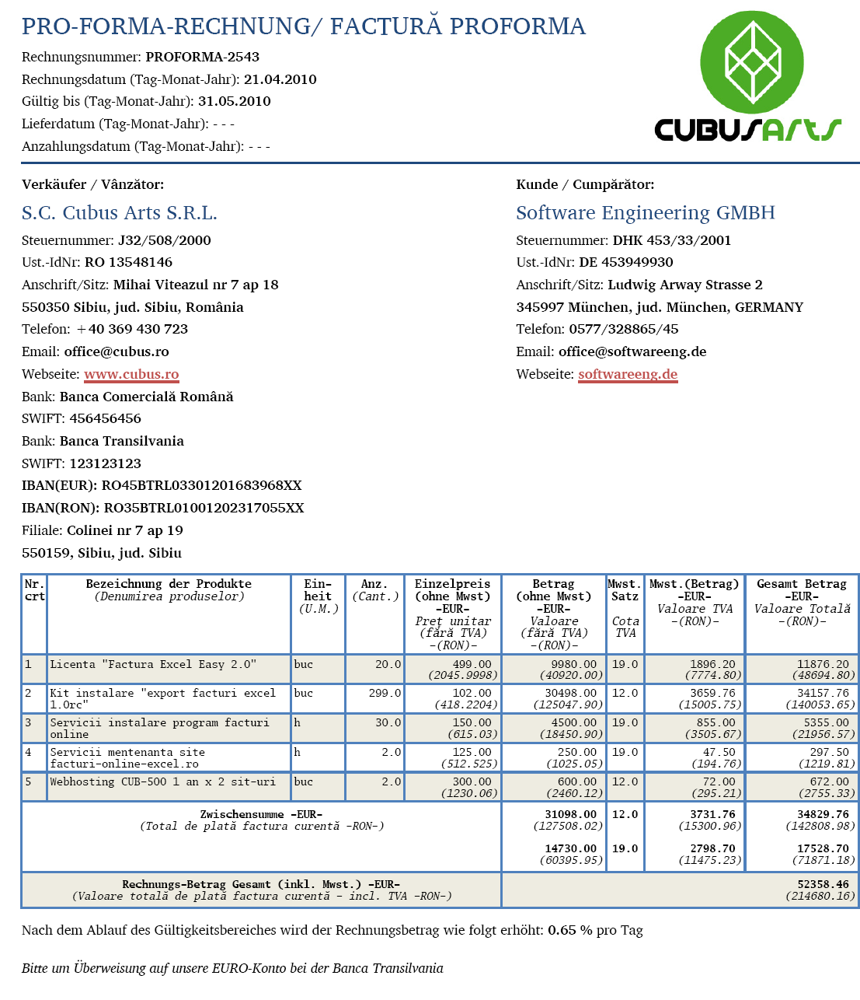 PRO-FORMA-RECHNUNG/ FACTURĂ PROFORMA
Rechnungsnummer: PROFORMA-2543
Rechnungsdatum (Tag-Monat-Jahr): 21.04.2010
Gültig bis (Tag-Monat-Jahr): 31.05.2010
Lieferdatum (Tag-Monat-Jahr): - - -
Anzahlungsdatum (Tag-Monat-Jahr): - - -
CUBUSArts
Verkäufer / Vânzător:
S.C. Cubus Arts S.R.L.
Steuernummer: J32/508/2000
Ust.-IdNr: RO 13548146
Anschrift/Sitz: Mihai Viteazul nr 7 ap 18
550350 Sibiu, jud. Sibiu, România
Telefon: +40 369 430 723
Email: office@cubus.ro
Webseite: www.cubus.ro
Bank: Banca Comercială Română
SWIFT: 456456456
Bank: Banca Transilvania
SWIFT: 123123123
IBAN(EUR): RO45BTRL03301201683968XX
IBAN(RON): RO35BTRL01001202317055XX
Filiale: Colinei nr 7 ap 19
550159, Sibiu, jud. Sibiu
Kunde / Cumpărător:
Software Engineering GMBH
Steuernummer: DHK 453/33/2001
Ust.-IdNr: DE 453949930
Anschrift/Sitz: Ludwig Arway Strasse 2
345997 München, jud. München, GERMANY
Telefon: 0577/328865/45
Email: office@softwareeng.de
Webseite: softwareeng.de
Nr. crt
Bezeichnung der Produkte
(Denumirea produselor)
Ein-
heit
(U.M.)
Anz.
(Cant.)
Einzelpreis
(ohne Mwst)
-EUR-
Preţ unitar
(fără TVA)
-(RON)-
Betrag
(ohne Mwst)
-EUR-
Valoare
(fără TVA)
-(RON)-
Mwst.
Satz
Cota
TVA
Mwst.(Betrag)
-EUR-
Valoare TVA
-(RON)-
Gesamt Betrag
-EUR-
Valoare Totală
-(RON)-
1 Licenta "Factura Excel Easy 2.0" buc 20.0 499.00 9980.00 19.0 1896.20 11876.20
(2045.9998) (40920.00) (7774.80) (48694.80)
2 Kit instalare "export facturi excel buc 299.0 102.00 30498.00 12.0 3659.76 34157.76
1.0rc" (418.2204) (125047.90) (15005.75) (140053.65)
3 Servicii instalare program facturi h 30.0 150.00 4500.00 19.0 855.00 5355.00
online (615.03) (18450.90) (3505.67) (21956.57)
4 Servicii mentenanta site h 2.0 125.00 250.00 19.0 47.50 297.50
facturi-online-excel.ro (512.525) (1025.05) (194.76) (1219.81)
5 Webhosting CUB-500 1 an x 2 sit-uri buc 2.0 300.00 600.00 12.0 72.00 672.00
(1230.06) (2460.12) (295.21) (2755.33)
Zwischensumme -EUR- 31098.00 12.0 3731.76 34829.76
(Total de plată factura curentă -RON-) (127508.02) (15300.96) (142808.98)
14730.00 19.0 2798.70 17528.70
(60395.95) (11475.23) (71871.18)
Rechnungs-Betrag Gesamt (inkl. Mwst.) -EUR- 52358.46
(Valoare totală de plată factura curentă - incl. TVA -RON-) (214680.16)
Nach dem Ablauf des Gültigkeitsbereiches wird der Rechnungsbetrag wie folgt erhöht: 0.65 % pro Tag
Bitte um Überweisung auf unsere EURO-Konto bei der Banca Transilvania